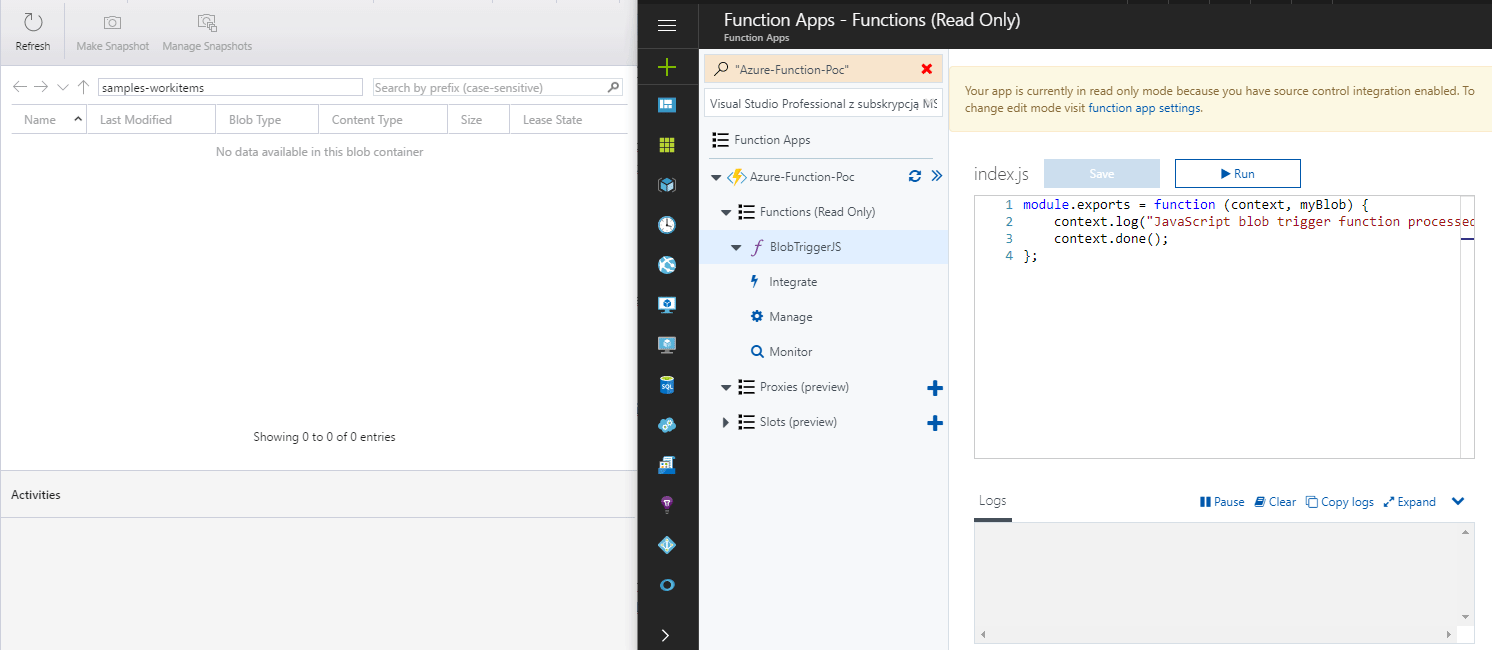 Refresh
Make Snapshot
Manage Snapshots
samples-workitems
Search by prefix (case-sensitive)
Name
Last Modified
Blob Type
Content Type
Size
Lease State
No data available in this blob container
Showing 0 to 0 of 0 entries
Activities
Function Apps - Functions (Read Only)
Function Apps
"Azure-Function-Poc"
Visual Studio Professional z subskrypcją MS
Function Apps
Azure-Function-Poc
Functions (Read Only)
BlobTriggerJS
Integrate
Manage
Monitor
Proxies (preview)
Slots (preview)
SQL
Your app is currently in read only mode because you have source control integration enabled. To
change edit mode visit function app settings.
index.js
Save
Run
1 module.exports = function (context, myBlob) {
2 context.log("JavaScript blob trigger function processed
3 context.done();
4 };
Logs
Pause
Clear
Copy logs
Expand